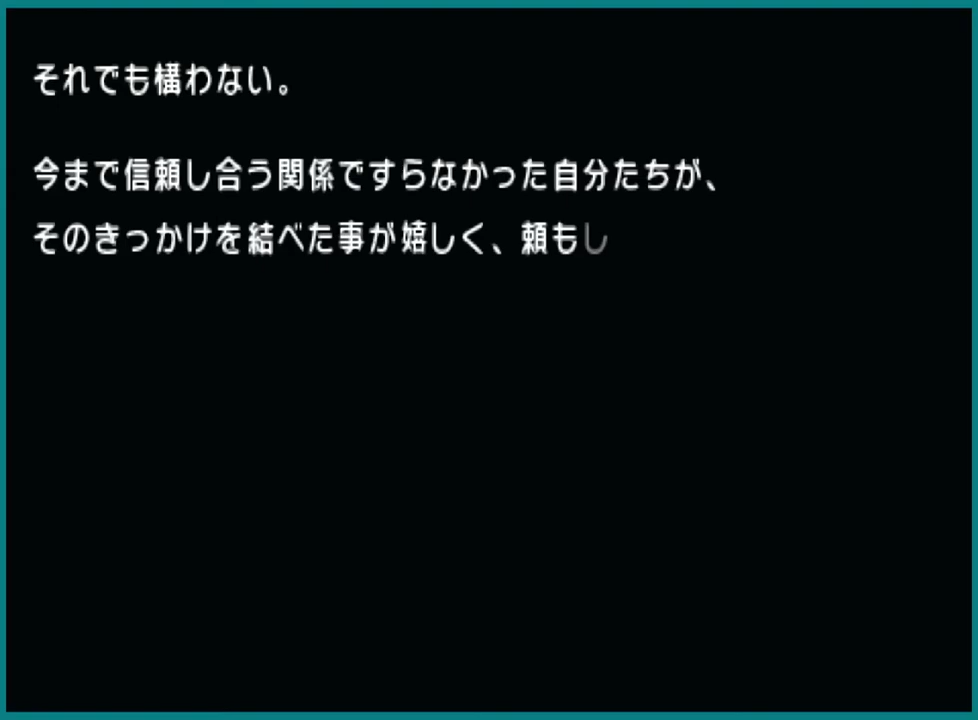 それでも構わない。
今まで信頼し合う関係ですらなかった自分たちが、
そのきっかけを結べた事が嬉しく、頼もし